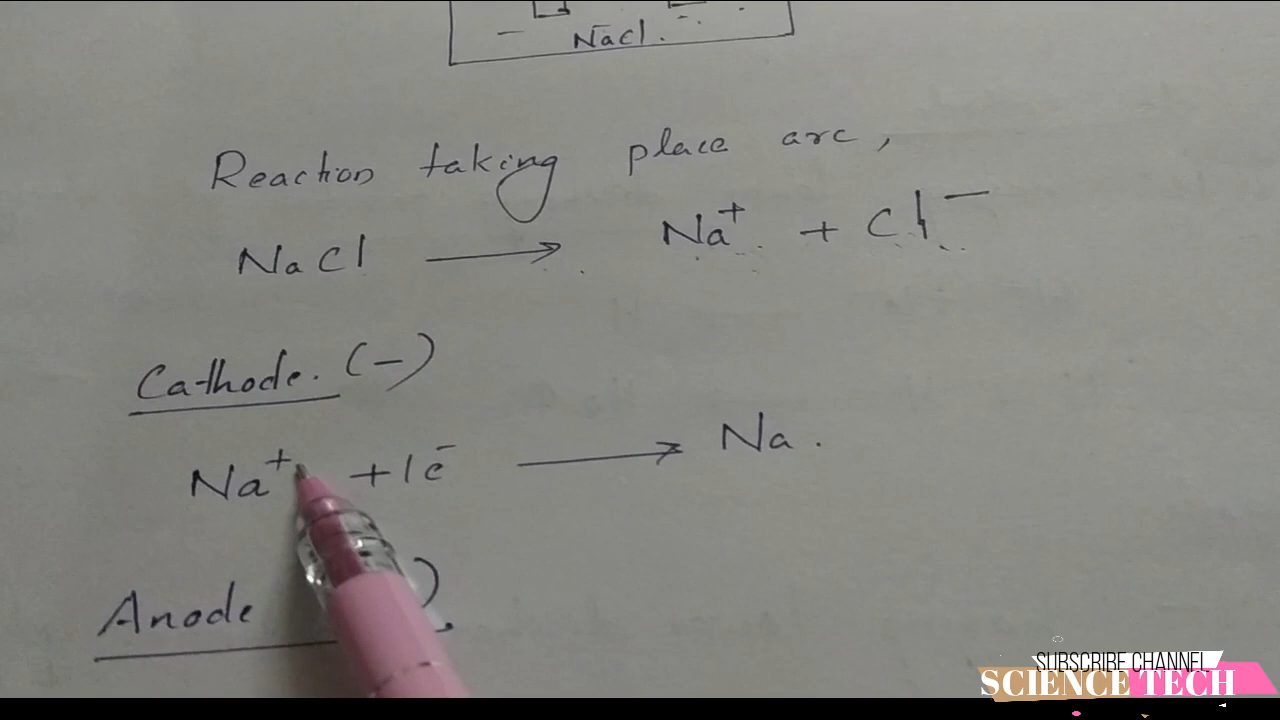 NaCl.
Reaction taking place are,
NaCl → Na⁺ + Cl⁻
Cathode. (-)
Na⁺ + 1e⁻ → Na.
Anode )
SUBSCRIBE CHANNEL
SCIENCE TECH